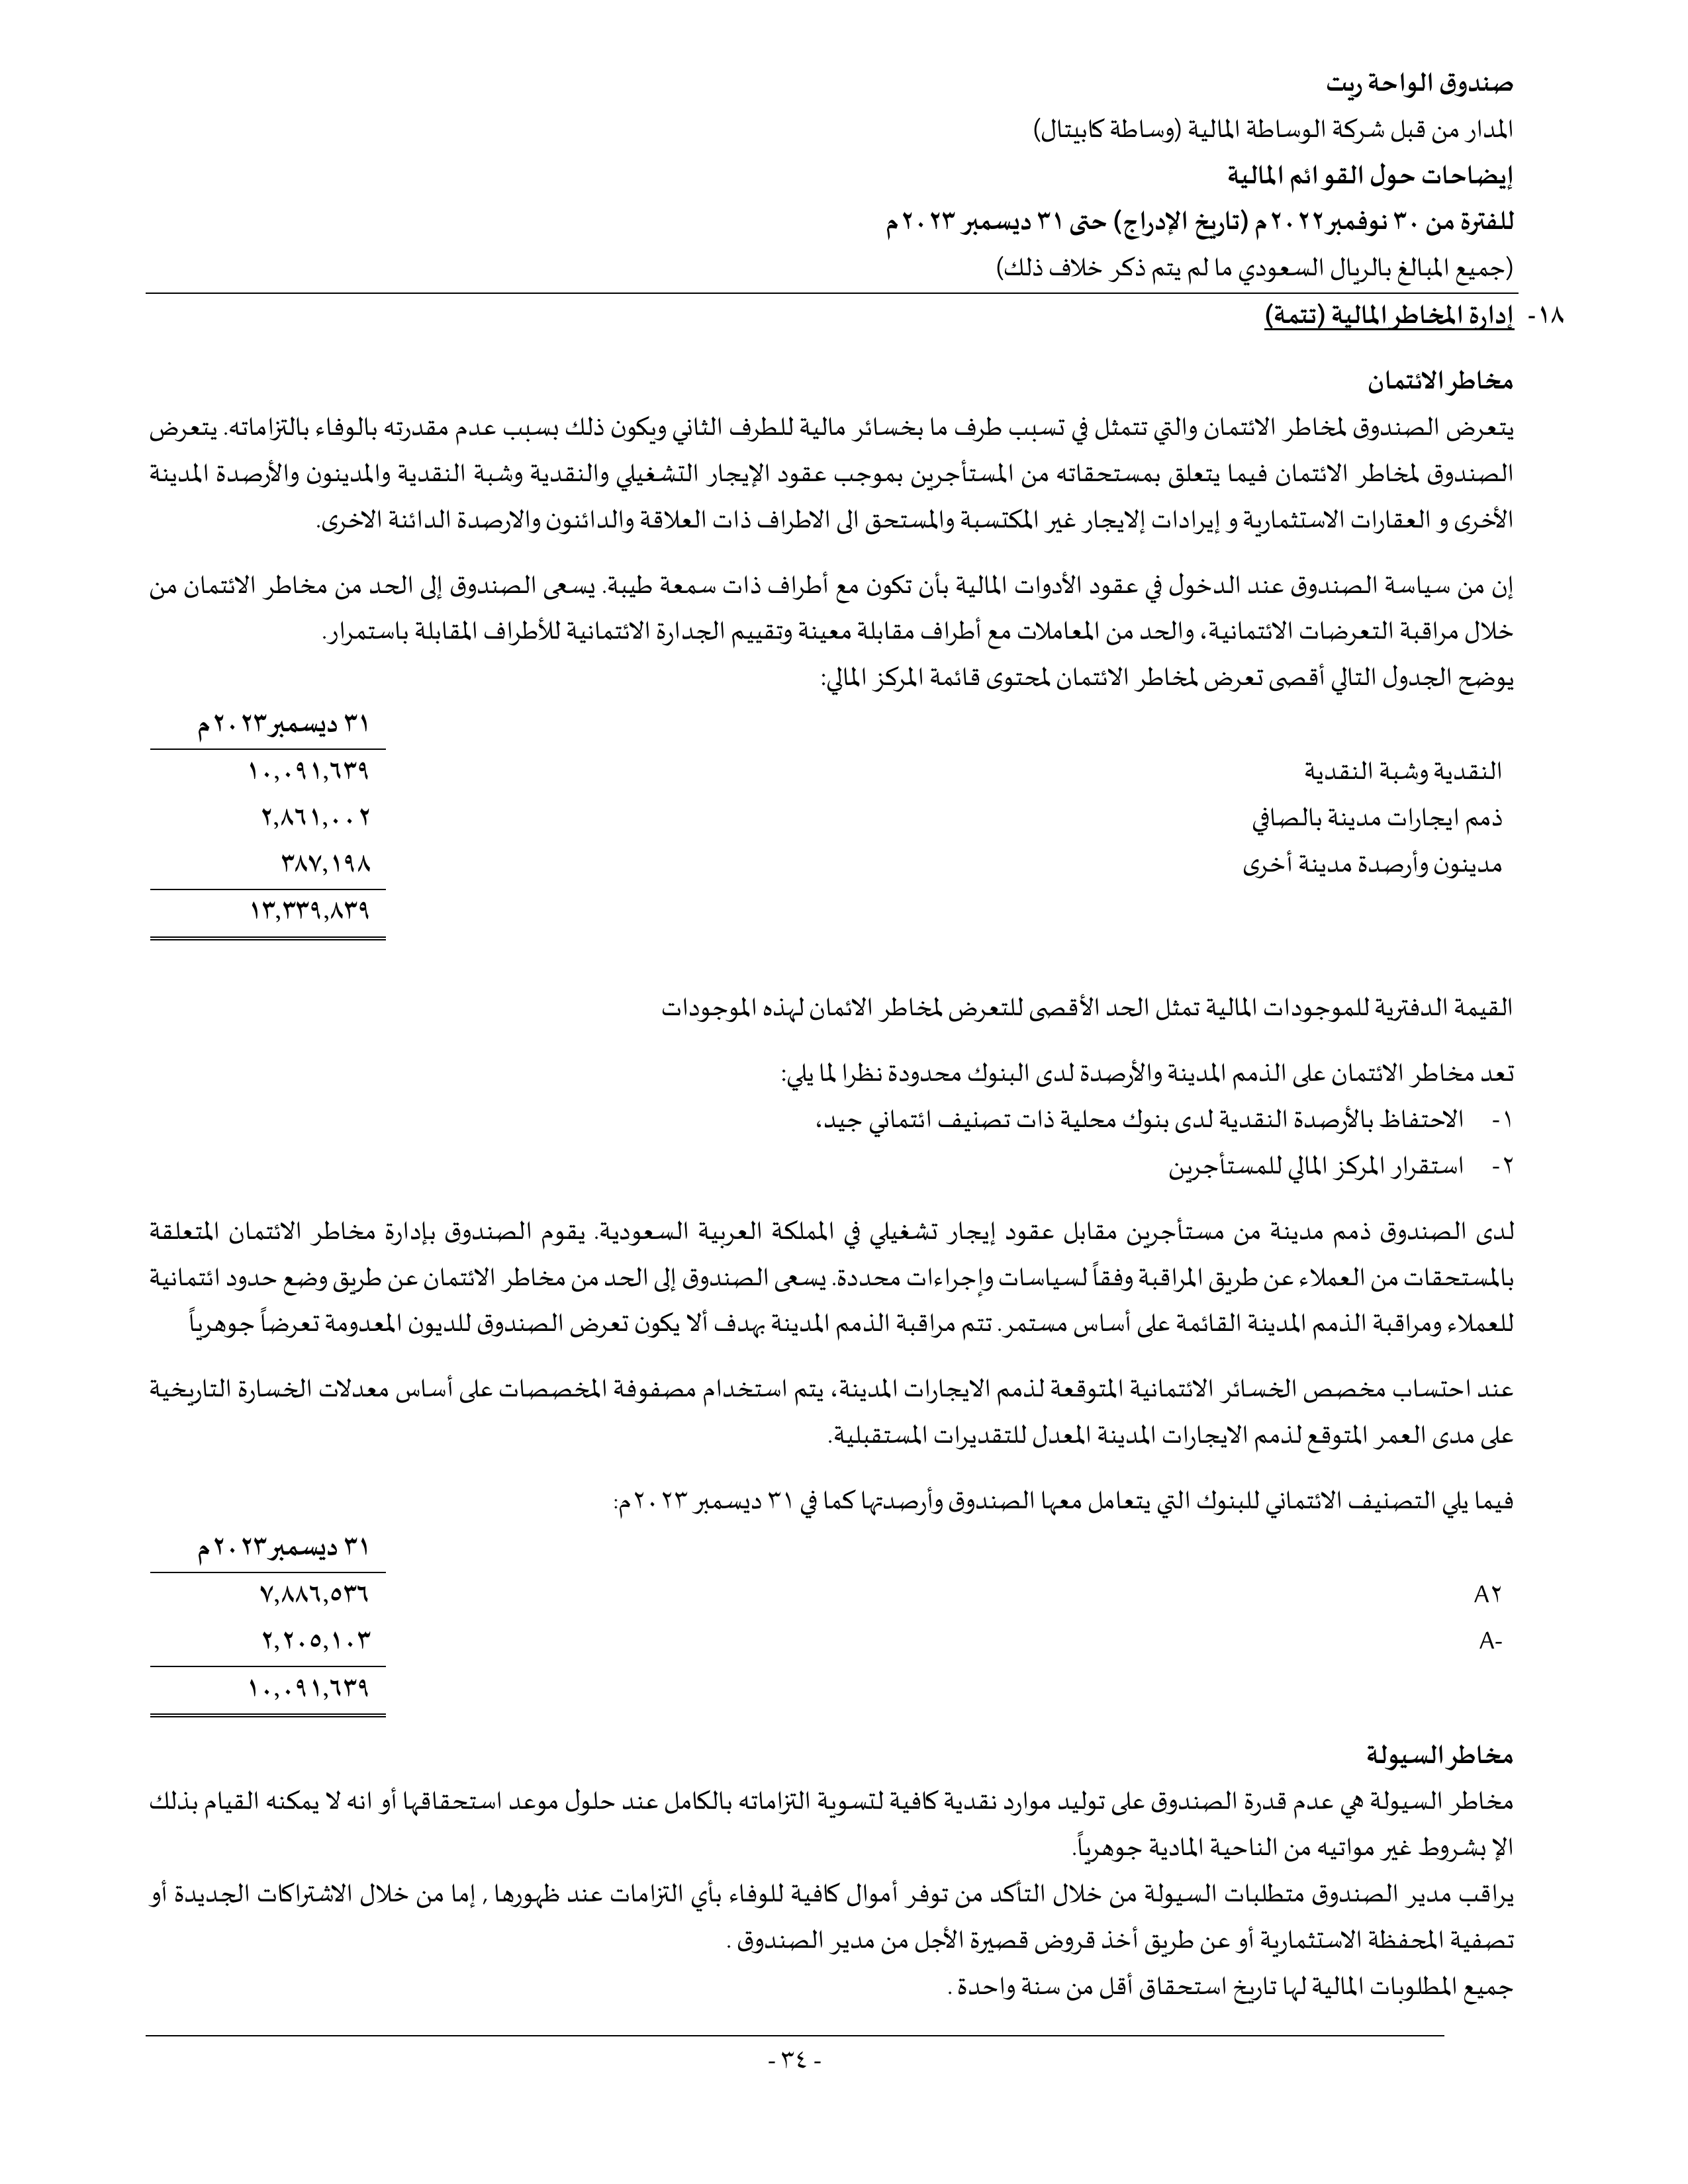 صندوق الواحة ريت
المدار من قبل شركة الوساطة المالية (وساطة كابيتال)
إيضاحات حول القوائم المالية
للفترة من ٣٠ نوفمبر٢٠٢٢م (تاريخ الإدراج) حتى ٣١ ديسمبر ٢٠٢٣م
(جميع المبالغ بالريال السعودي ما لم يتم ذكر خلاف ذلك)
١٨- إدارة المخاطر المالية (تتمة)
مخاطر الائتمان
يتعرض الصندوق لمخاطر الائتمان والتي تتمثل في تسبب طرف ما بخسائر مالية للطرف الثاني ويكون ذلك بسبب عدم مقدرته بالوفاء بالتزاماته. يتعرض
الصندوق لمخاطر الائتمان فيما يتعلق بمستحقاته من المستأجرين بموجب عقود الإيجار التشغيلي والنقدية وشبة النقدية والمدينون والأرصدة المدينة
الأخرى و العقارات الاستثمارية و إيرادات إلايجار غير المكتسبة والمستحق الى الاطراف ذات العلاقة والدائنون والارصدة الدائنة الاخرى.
إن من سياسة الصندوق عند الدخول في عقود الأدوات المالية بأن تكون مع أطراف ذات سمعة طيبة. يسعى الصندوق إلى الحد من مخاطر الائتمان من
خلال مراقبة التعرضات الائتمانية، والحد من المعاملات مع أطراف مقابلة معينة وتقييم الجدارة الائتمانية للأطراف المقابلة باستمرار.
يوضح الجدول التالي أقصى تعرض لمخاطر الائتمان لمحتوى قائمة المركز المالي:
٣١ ديسمبر٢٠٢٣م
النقدية وشبة النقدية ١٠,٠٩١,٦٣٩
ذمم ايجارات مدينة بالصافي ٢,٨٦١,٠٠٢
مدينون وأرصدة مدينة أخرى ٣٨٧,١٩٨
١٣,٣٣٩,٨٣٩
القيمة الدفترية للموجودات المالية تمثل الحد الأقصى للتعرض لمخاطر الائمان لهذه الموجودات
تعد مخاطر الائتمان على الذمم المدينة والأرصدة لدى البنوك محدودة نظرا لما يلي:
١- الاحتفاظ بالأرصدة النقدية لدى بنوك محلية ذات تصنيف ائتماني جيد،
٢- استقرار المركز المالي للمستأجرين
لدى الصندوق ذمم مدينة من مستأجرين مقابل عقود إيجار تشغيلي في المملكة العربية السعودية. يقوم الصندوق بإدارة مخاطر الائتمان المتعلقة
بالمستحقات من العملاء عن طريق المراقبة وفقاً لسياسات وإجراءات محددة. يسعى الصندوق إلى الحد من مخاطر الائتمان عن طريق وضع حدود ائتمانية
للعملاء ومراقبة الذمم المدينة القائمة على أساس مستمر. تتم مراقبة الذمم المدينة بهدف ألا يكون تعرض الصندوق للديون المعدومة تعرضاً جوهرياً
عند احتساب مخصص الخسائر الائتمانية المتوقعة لذمم الايجارات المدينة، يتم استخدام مصفوفة المخصصات على أساس معدلات الخسارة التاريخية
على مدى العمر المتوقع لذمم الايجارات المدينة المعدل للتقديرات المستقبلية.
فيما يلي التصنيف الائتماني للبنوك التي يتعامل معها الصندوق وأرصدتها كما في ٣١ ديسمبر ٢٠٢٣م:
٣١ ديسمبر٢٠٢٣م
A٢ ٧,٨٨٦,٥٣٦
A- ٢,٢٠٥,١٠٣
١٠,٠٩١,٦٣٩
مخاطر السيولة
مخاطر السيولة هي عدم قدرة الصندوق على توليد موارد نقدية كافية لتسوية التزاماته بالكامل عند حلول موعد استحقاقها أو انه لا يمكنه القيام بذلك
الإ بشروط غير مواتيه من الناحية المادية جوهرياً.
يراقب مدير الصندوق متطلبات السيولة من خلال التأكد من توفر أموال كافية للوفاء بأي التزامات عند ظهورها , إما من خلال الاشتراكات الجديدة أو
تصفية المحفظة الاستثمارية أو عن طريق أخذ قروض قصيرة الأجل من مدير الصندوق .
جميع المطلوبات المالية لها تاريخ استحقاق أقل من سنة واحدة .
- ٣٤ -